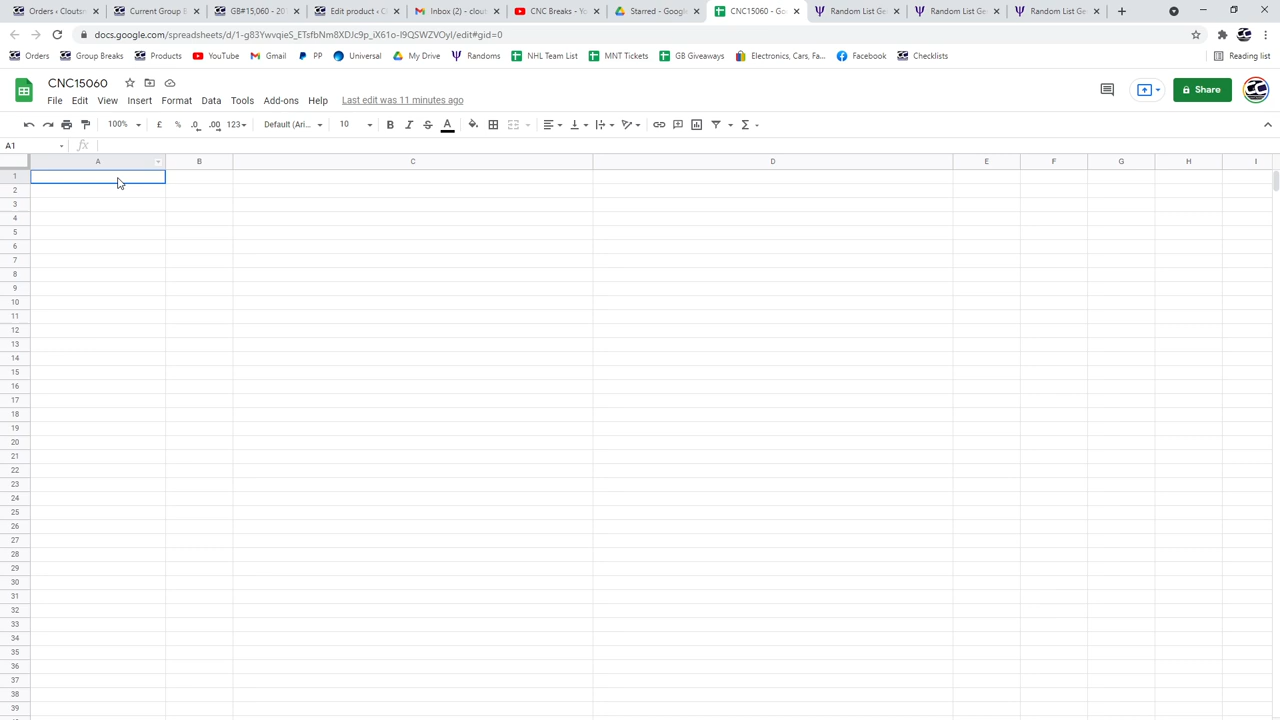 Orders ‹ Cloutsn
Current Group B
GB#15,060 - 20
Edit product ‹ C
Inbox (2) - clout
CNC Breaks - Yo
Starred - Google
CNC15060 - Go
Random List Ge
Random List Ge
Random List Ge
docs.google.com/spreadsheets/d/1-g83YwvqieS_ETsfbNm8XDJc9p_iX61o-I9QSWZVOyI/edit#gid=0
Orders Group Breaks Products YouTube Gmail PP Universal My Drive Randoms NHL Team List MNT Tickets GB Giveaways Electronics, Cars, Fa... Facebook Checklists Reading list
CNC15060
File Edit View Insert Format Data Tools Add-ons Help Last edit was 11 minutes ago
Share
100% £ % .0 .00 123 Default (Ari... 10 B I S A Σ
A1 fx
A B C D E F G H I
1
2
3
4
5
6
7
8
9
10
11
12
13
14
15
16
17
18
19
20
21
22
23
24
25
26
27
28
29
30
31
32
33
34
35
36
37
38
39